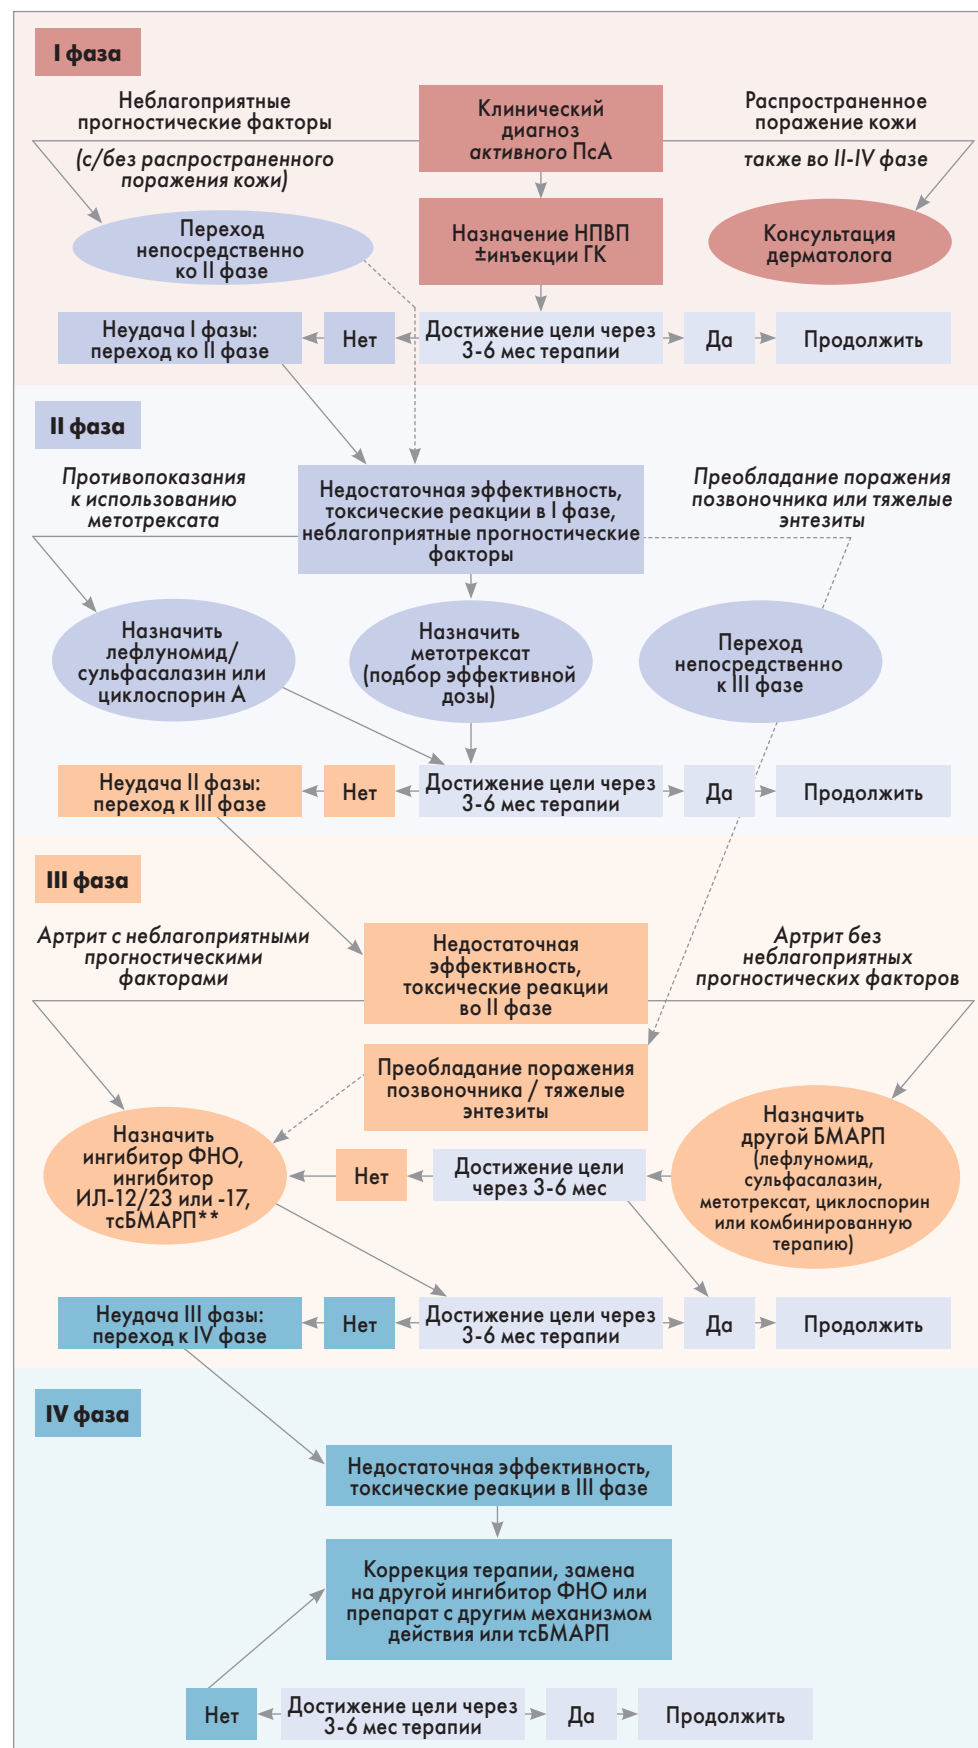 I фаза
Неблагоприятные
прогностические факторы
(с/без распространенного
поражения кожи)
Клинический
диагноз
активного ПсА
Распространенное
поражение кожи
также во II-IV фазе
Переход
непосредственно
ко II фазе
Назначение НПВП
±инъекции ГК
Консультация
дерматолога
Неудача I фазы:
переход ко II фазе
Нет
Достижение цели через
3-6 мес терапии
Да
Продолжить
II фаза
Противопоказания
к использованию
метотрексата
Недостаточная эффективность,
токсические реакции в I фазе,
неблагоприятные прогностические
факторы
Преобладание поражения
позвоночника или тяжелые
энтезиты
Назначить
лефлуномид/
сульфасалазин или
циклоспорин А
Назначить
метотрексат
(подбор эффективной
дозы)
Переход
непосредственно
к III фазе
Неудача II фазы:
переход к III фазе
Нет
Достижение цели через
3-6 мес терапии
Да
Продолжить
III фаза
Артрит с неблагоприятными
прогностическими
факторами
Недостаточная
эффективность,
токсические реакции
во II фазе
Артрит без
неблагоприятных
прогностических факторов
Преобладание поражения
позвоночника / тяжелые
энтезиты
Назначить
ингибитор ФНО,
ингибитор
ИЛ-12/23 или -17,
тсБМАРП**
Нет
Достижение цели
через 3-6 мес
Назначить
другой БМАРП
(лефлуномид,
сульфасалазин,
метотрексат, циклоспорин
или комбинированную
терапию)
Неудача III фазы:
переход к IV фазе
Нет
Достижение цели через
3-6 мес терапии
Да
Продолжить
IV фаза
Недостаточная эффективность,
токсические реакции в III фазе
Коррекция терапии, замена
на другой ингибитор ФНО или
препарат с другим механизмом
действия или тсБМАРП
Нет
Достижение цели через
3-6 мес терапии
Да
Продолжить